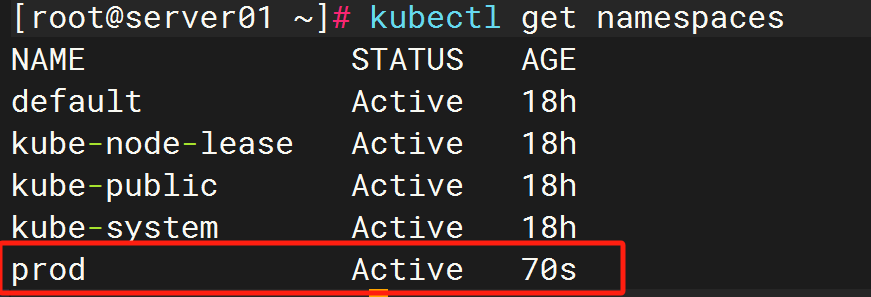 [root@server01 ~]# kubectl get namespaces
NAME STATUS AGE
default Active 18h
kube-node-lease Active 18h
kube-public Active 18h
kube-system Active 18h
prod Active 70s